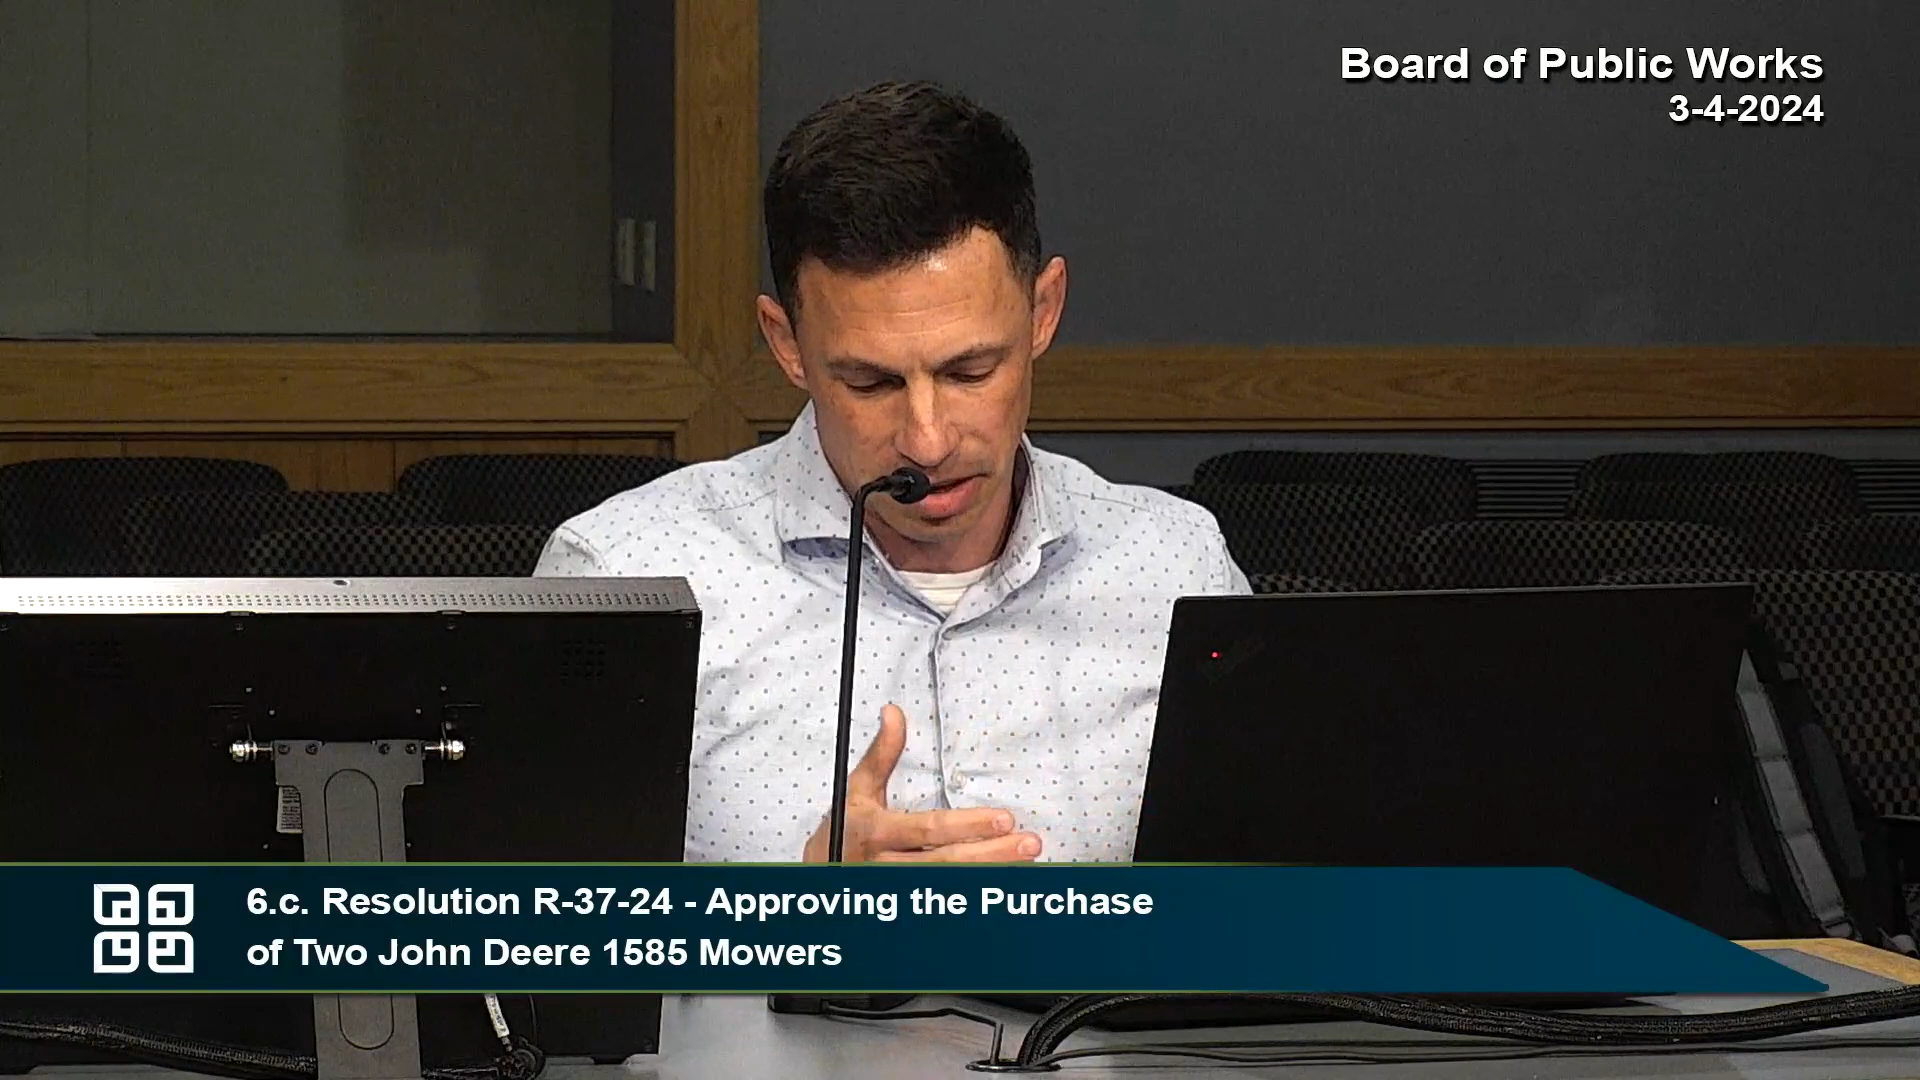 Board of Public Works
3-4-2024
6.c. Resolution R-37-24 - Approving the Purchase
of Two John Deere 1585 Mowers